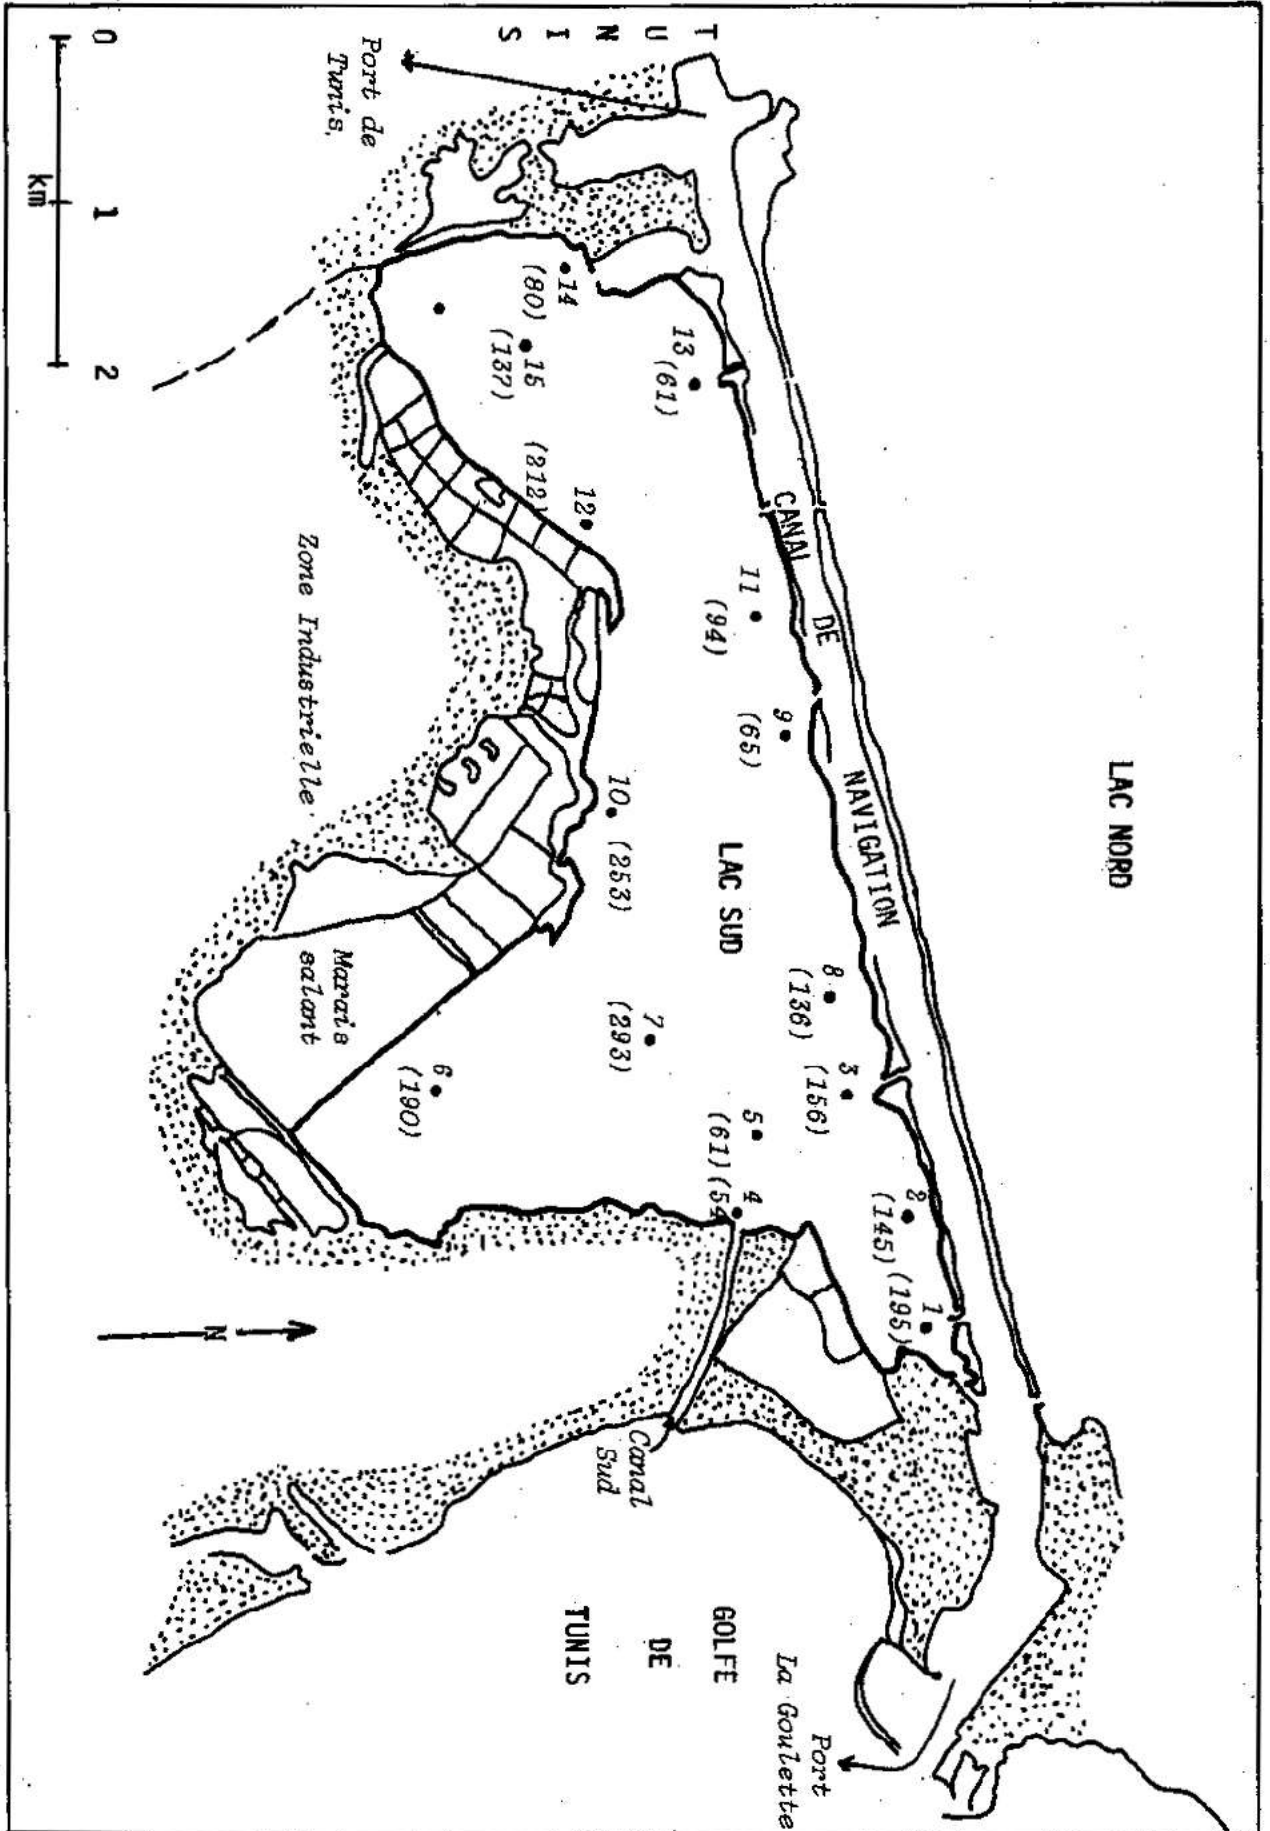 LAC NORD
CANAL DE NAVIGATION
TUNIS
Port de
Tunis
LAC SUD
1
(195)
2
(145)
3
(156)
8
(136)
9
(65)
11
(94)
13
(61)
4
5
(61)
7
(293)
10
(253)
12
(212)
14
(80)
15
(137)
6
(190)
Marais
salant
Zone Industrielle
Canal
Sud
GOLFE
DE
TUNIS
Port
La Goulette
N
0 1 2
km